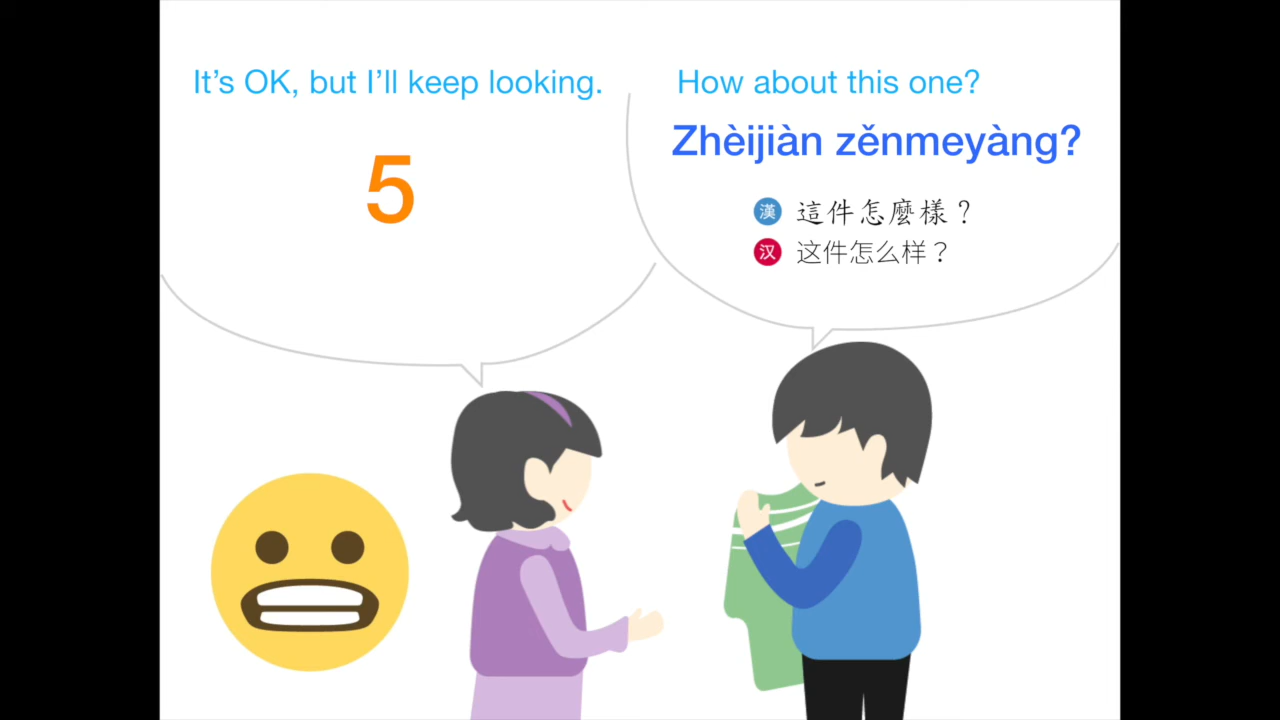 It’s OK, but I’ll keep looking.
5
How about this one?
Zhèijiàn zěnmeyàng?
漢 這件怎麼樣？
汉 这件怎么样？